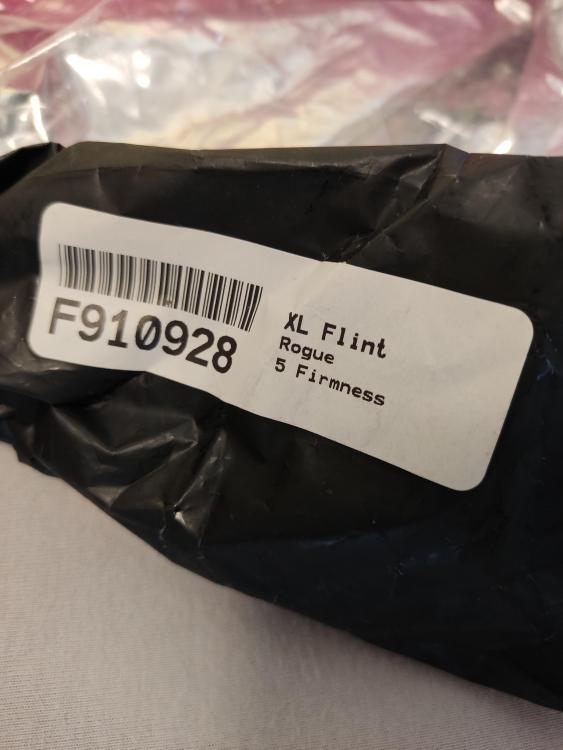 F910928
XL Flint
Rogue
5 Firmness